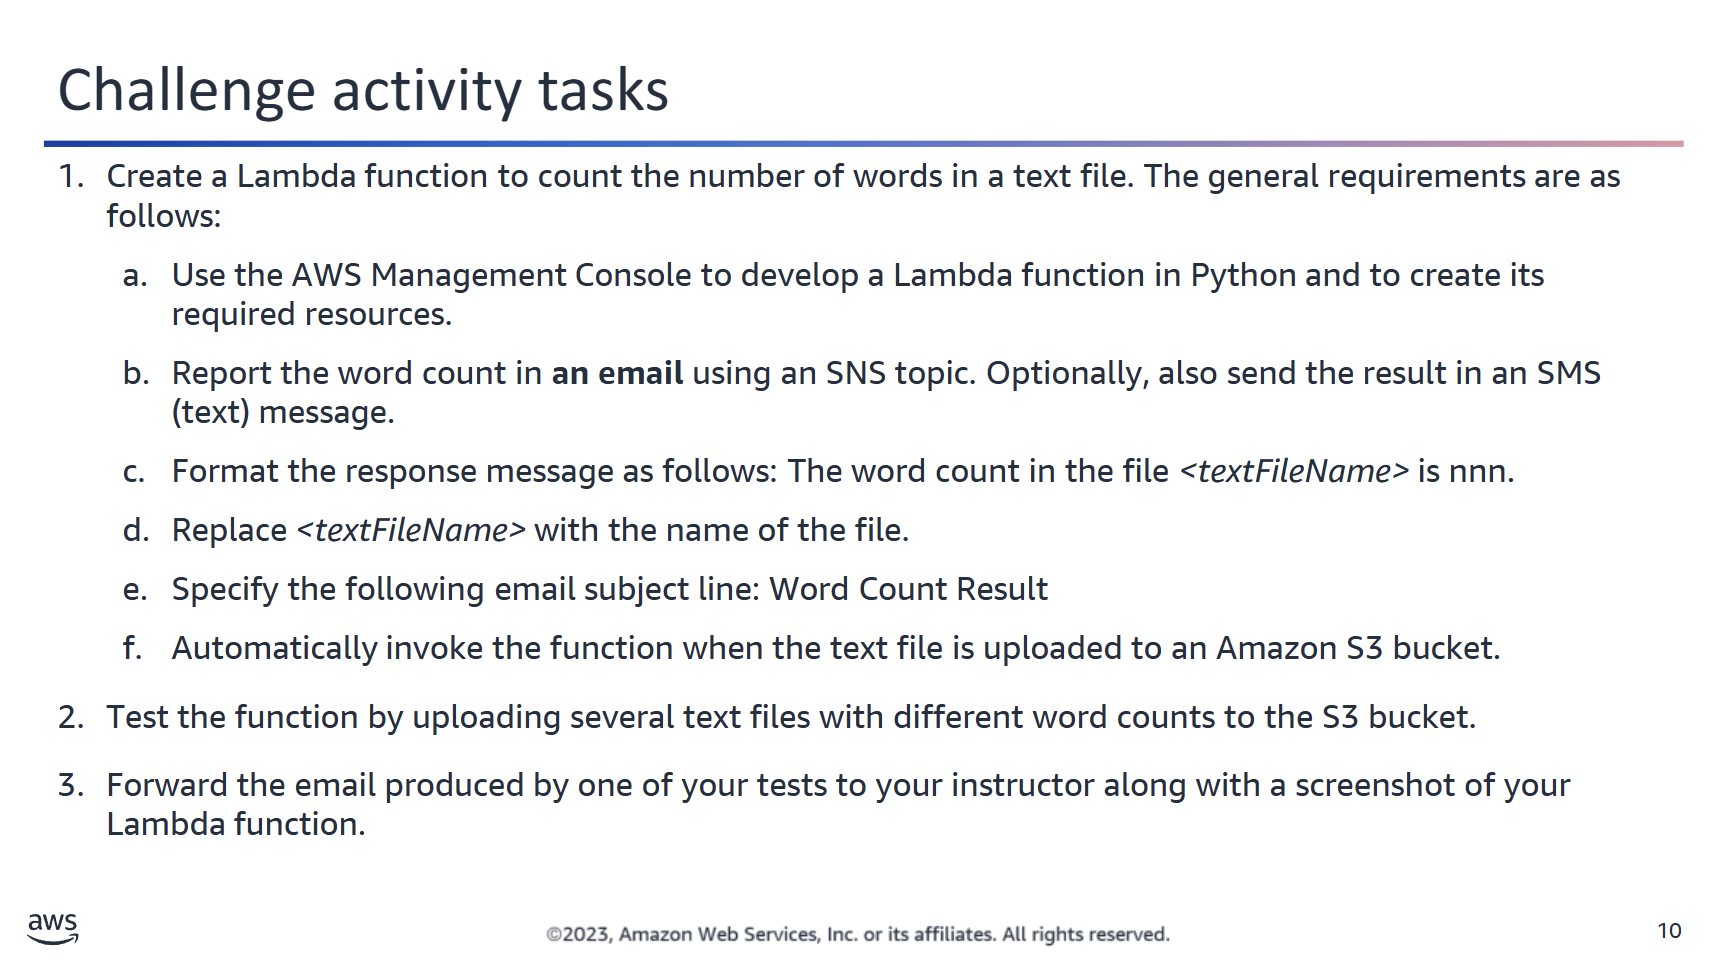 Challenge activity tasks
1. Create a Lambda function to count the number of words in a text file. The general requirements are as
follows:
a. Use the AWS Management Console to develop a Lambda function in Python and to create its
required resources.
b. Report the word count in an email using an SNS topic. Optionally, also send the result in an SMS
(text) message.
c. Format the response message as follows: The word count in the file <textFileName> is nnn.
d. Replace <textFileName> with the name of the file.
e. Specify the following email subject line: Word Count Result
f. Automatically invoke the function when the text file is uploaded to an Amazon S3 bucket.
2. Test the function by uploading several text files with different word counts to the S3 bucket.
3. Forward the email produced by one of your tests to your instructor along with a screenshot of your
Lambda function.
aws
©2023, Amazon Web Services, Inc. or its affiliates. All rights reserved.
10